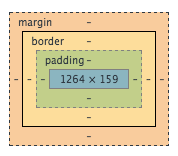 margin -
border -
padding -
- - - 1264 × 159 - - -
-
-
-